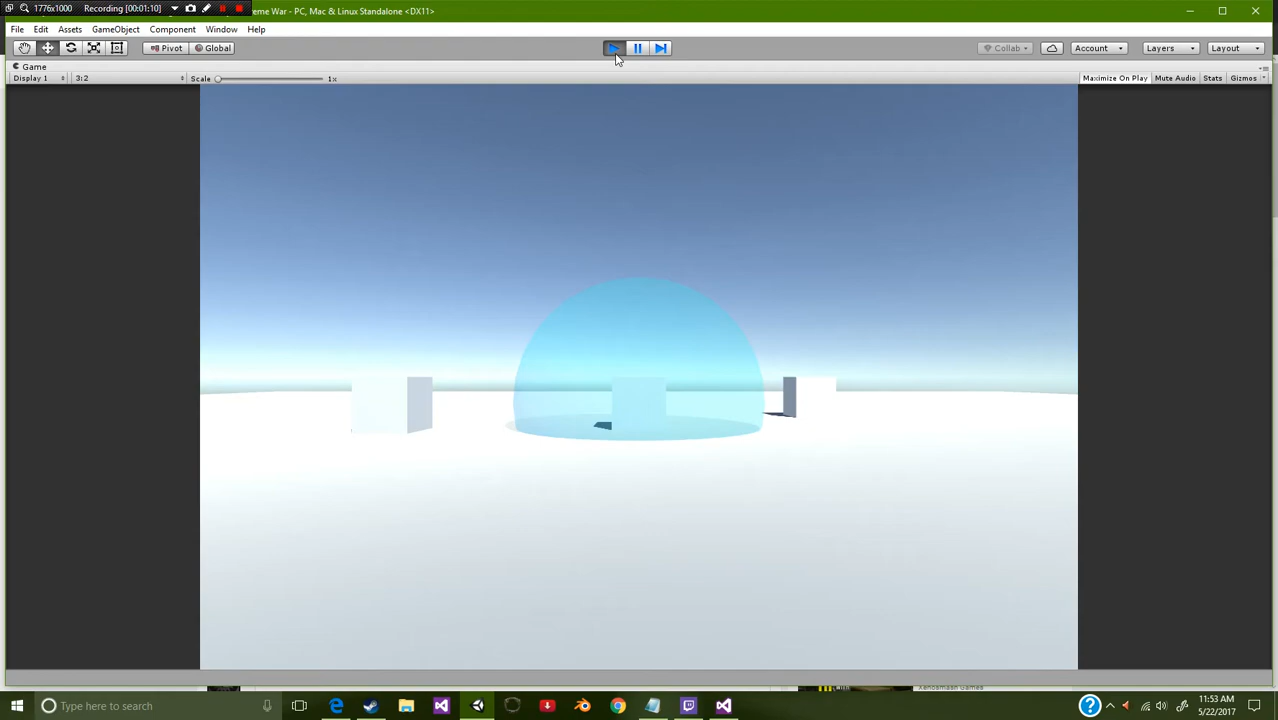 1776x1000 Recording [00:01:10] eme War - PC, Mac & Linux Standalone <DX11>
File Edit Assets GameObject Component Window Help
Pivot Global Collab Account Layers Layout
Game
Display 1 3:2 Scale 1x Maximize On Play Mute Audio Stats Gizmos
Xenosmaan Games
Type here to search 11:53 AM
5/22/2017